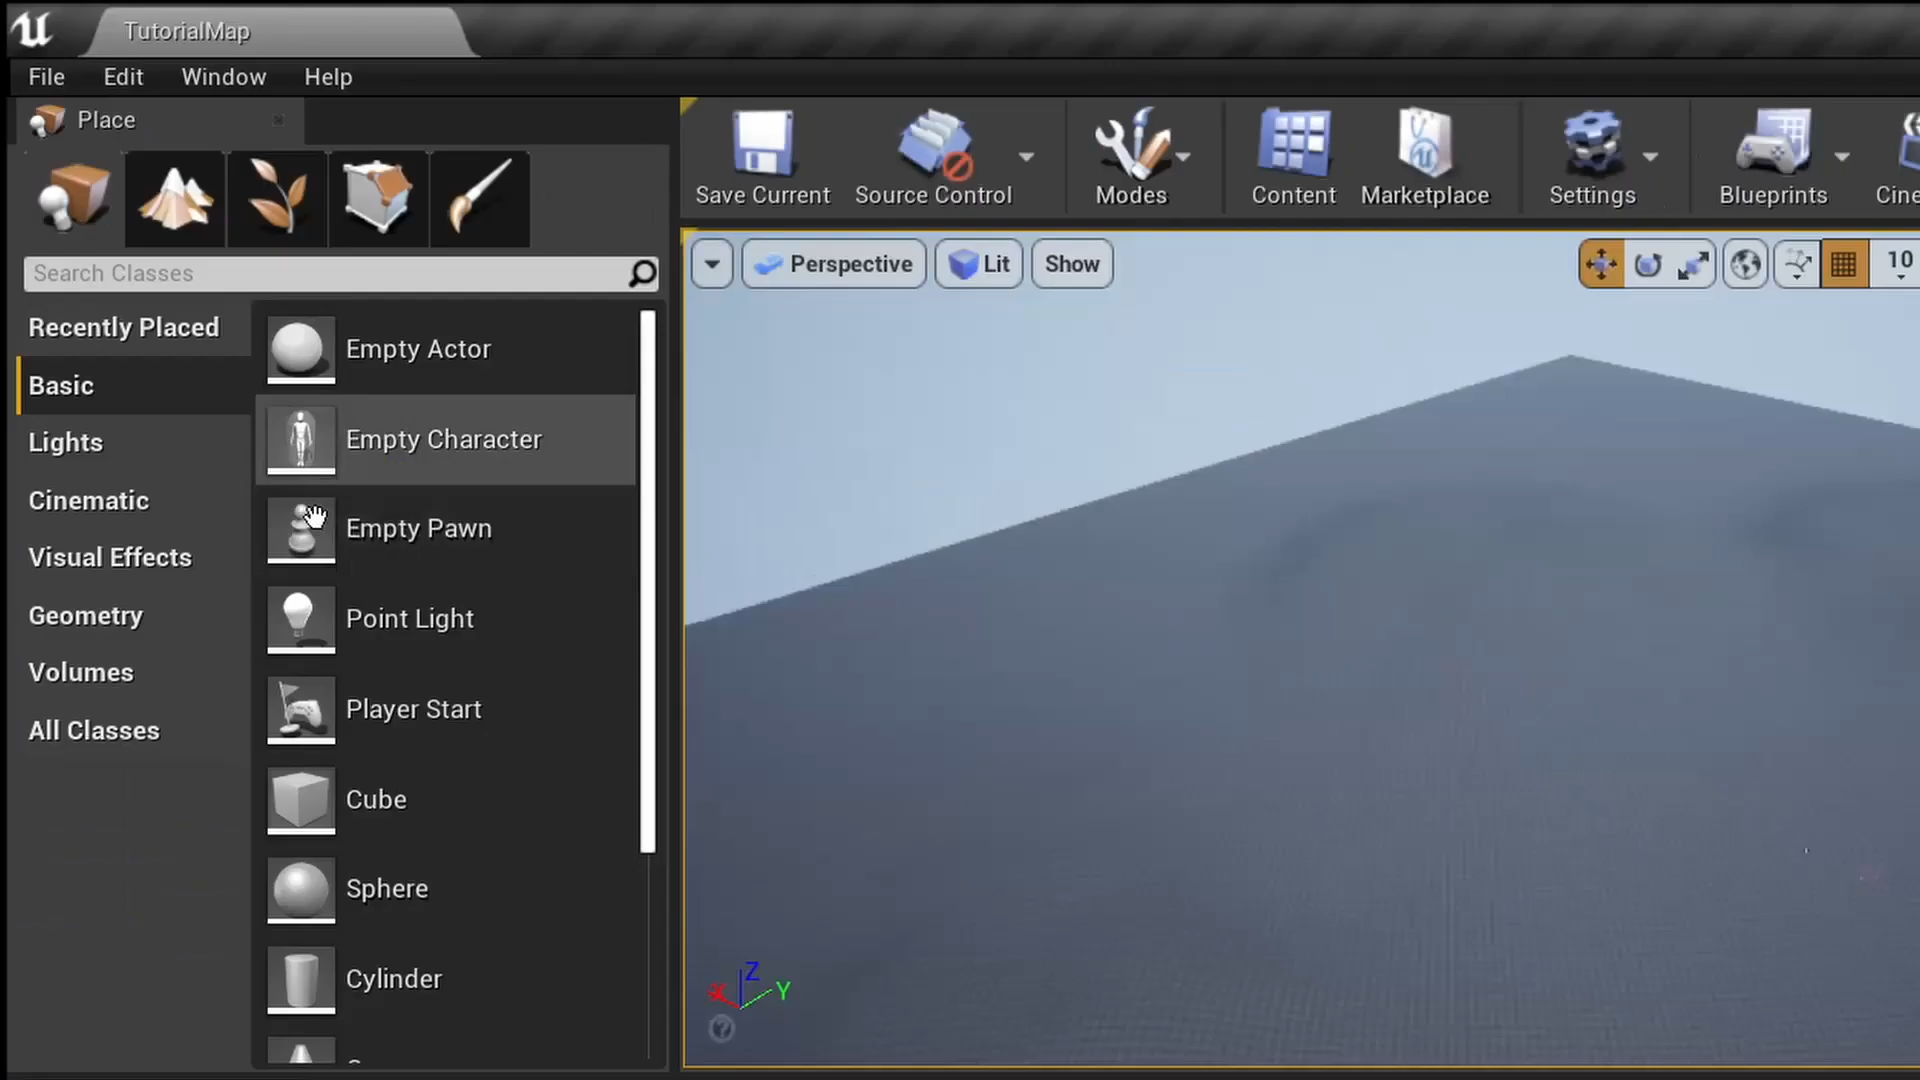 TutorialMap
File Edit Window Help
Place
Save Current Source Control Modes Content Marketplace Settings Blueprints Cine
Search Classes
Perspective Lit Show 10
Recently Placed
Basic
Lights
Cinematic
Visual Effects
Geometry
Volumes
All Classes
Empty Actor
Empty Character
Empty Pawn
Point Light
Player Start
Cube
Sphere
Cylinder
Z
X Y
?